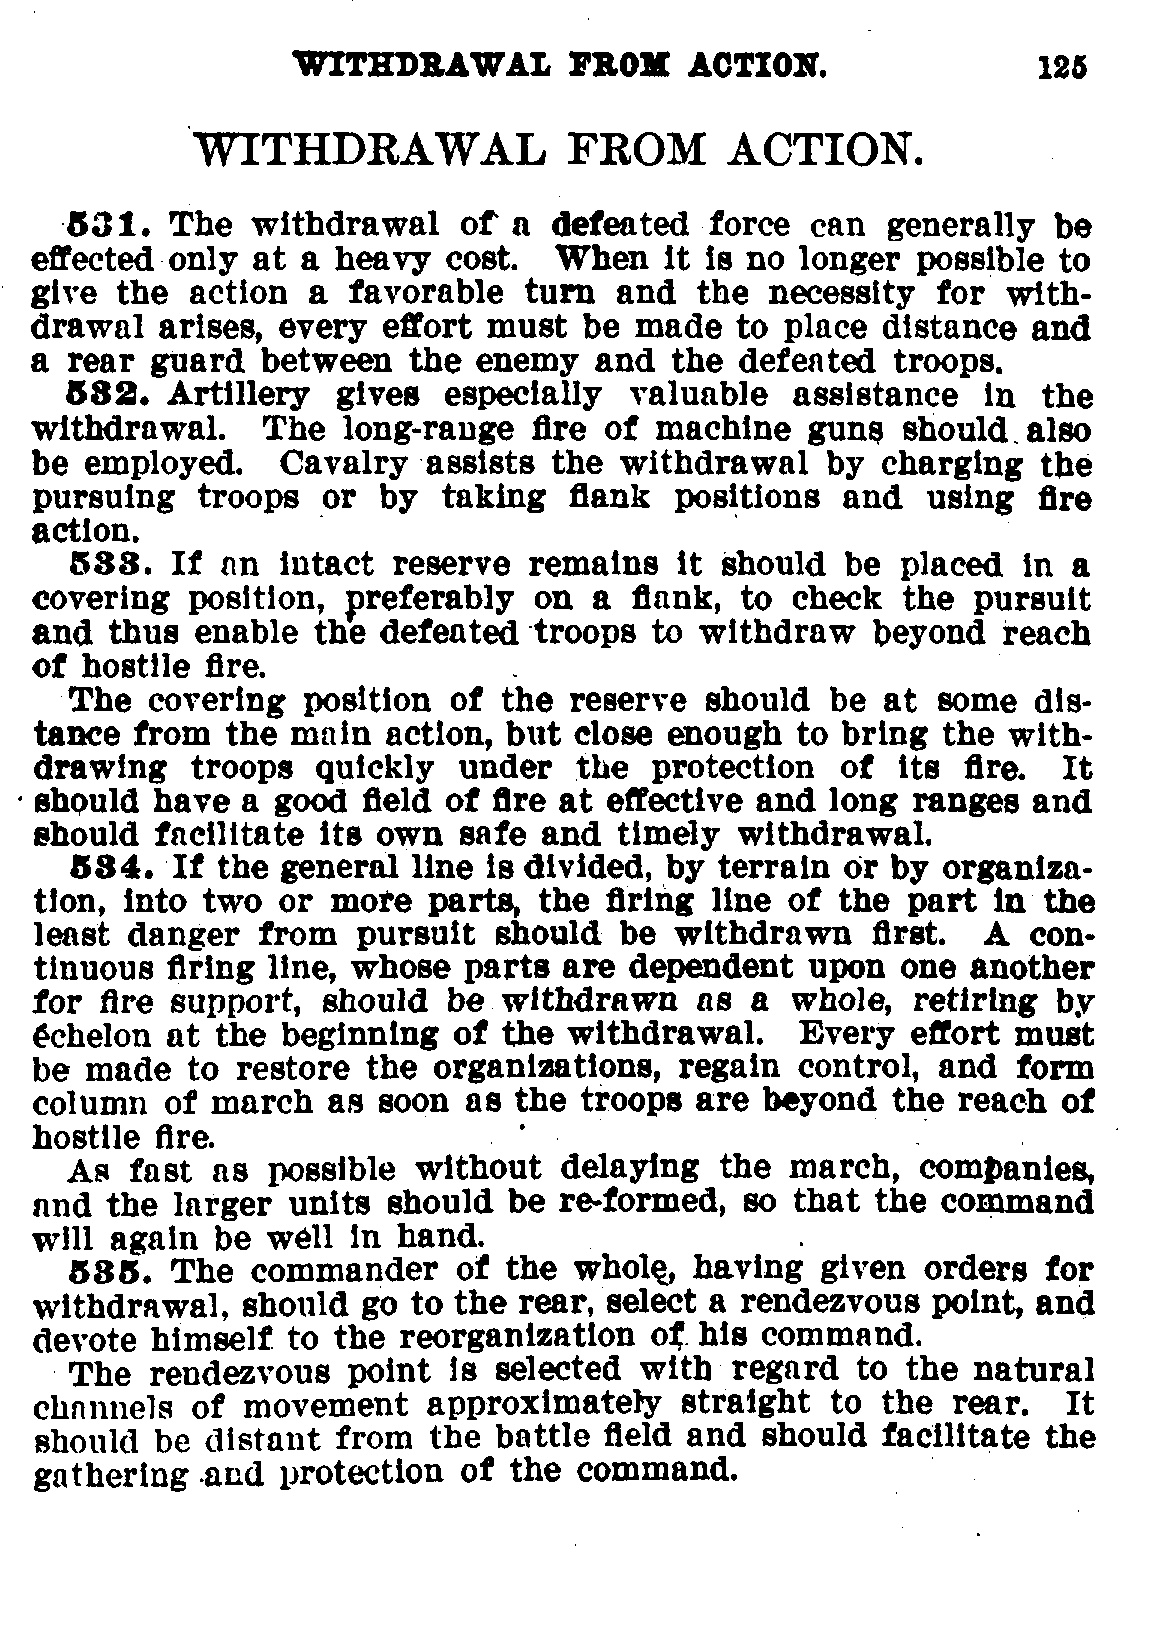 WITHDRAWAL FROM ACTION. 125
WITHDRAWAL FROM ACTION.
531. The withdrawal of a defeated force can generally be
effected only at a heavy cost. When it is no longer possible to
give the action a favorable turn and the necessity for with-
drawal arises, every effort must be made to place distance and
a rear guard between the enemy and the defeated troops.
532. Artillery gives especially valuable assistance in the
withdrawal. The long-range fire of machine guns should also
be employed. Cavalry assists the withdrawal by charging the
pursuing troops or by taking flank positions and using fire
action.
533. If an intact reserve remains it should be placed in a
covering position, preferably on a flank, to check the pursuit
and thus enable the defeated troops to withdraw beyond reach
of hostile fire.
The covering position of the reserve should be at some dis-
tance from the main action, but close enough to bring the with-
drawing troops quickly under the protection of its fire. It
should have a good field of fire at effective and long ranges and
should facilitate its own safe and timely withdrawal.
534. If the general line is divided, by terrain or by organiza-
tion, into two or more parts, the firing line of the part in the
least danger from pursuit should be withdrawn first. A con-
tinuous firing line, whose parts are dependent upon one another
for fire support, should be withdrawn as a whole, retiring by
échelon at the beginning of the withdrawal. Every effort must
be made to restore the organizations, regain control, and form
column of march as soon as the troops are beyond the reach of
hostile fire.
As fast as possible without delaying the march, companies,
and the larger units should be re-formed, so that the command
will again be well in hand.
535. The commander of the whole, having given orders for
withdrawal, should go to the rear, select a rendezvous point, and
devote himself to the reorganization of his command.
The rendezvous point is selected with regard to the natural
channels of movement approximately straight to the rear. It
should be distant from the battle field and should facilitate the
gathering and protection of the command.